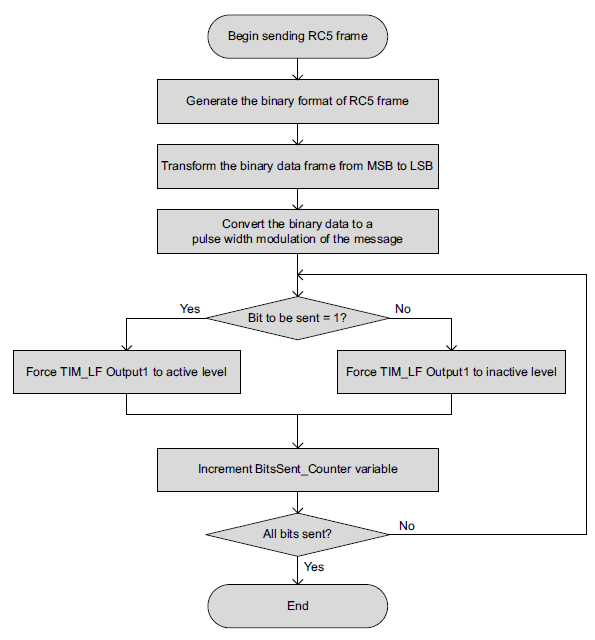 Begin sending RC5 frame
Generate the binary format of RC5 frame
Transform the binary data frame from MSB to LSB
Convert the binary data to a
pulse width modulation of the message
Bit to be sent = 1?
Yes
No
Force TIM_LF Output1 to active level
Force TIM_LF Output1 to inactive level
Increment BitsSent_Counter variable
All bits sent?
No
Yes
End